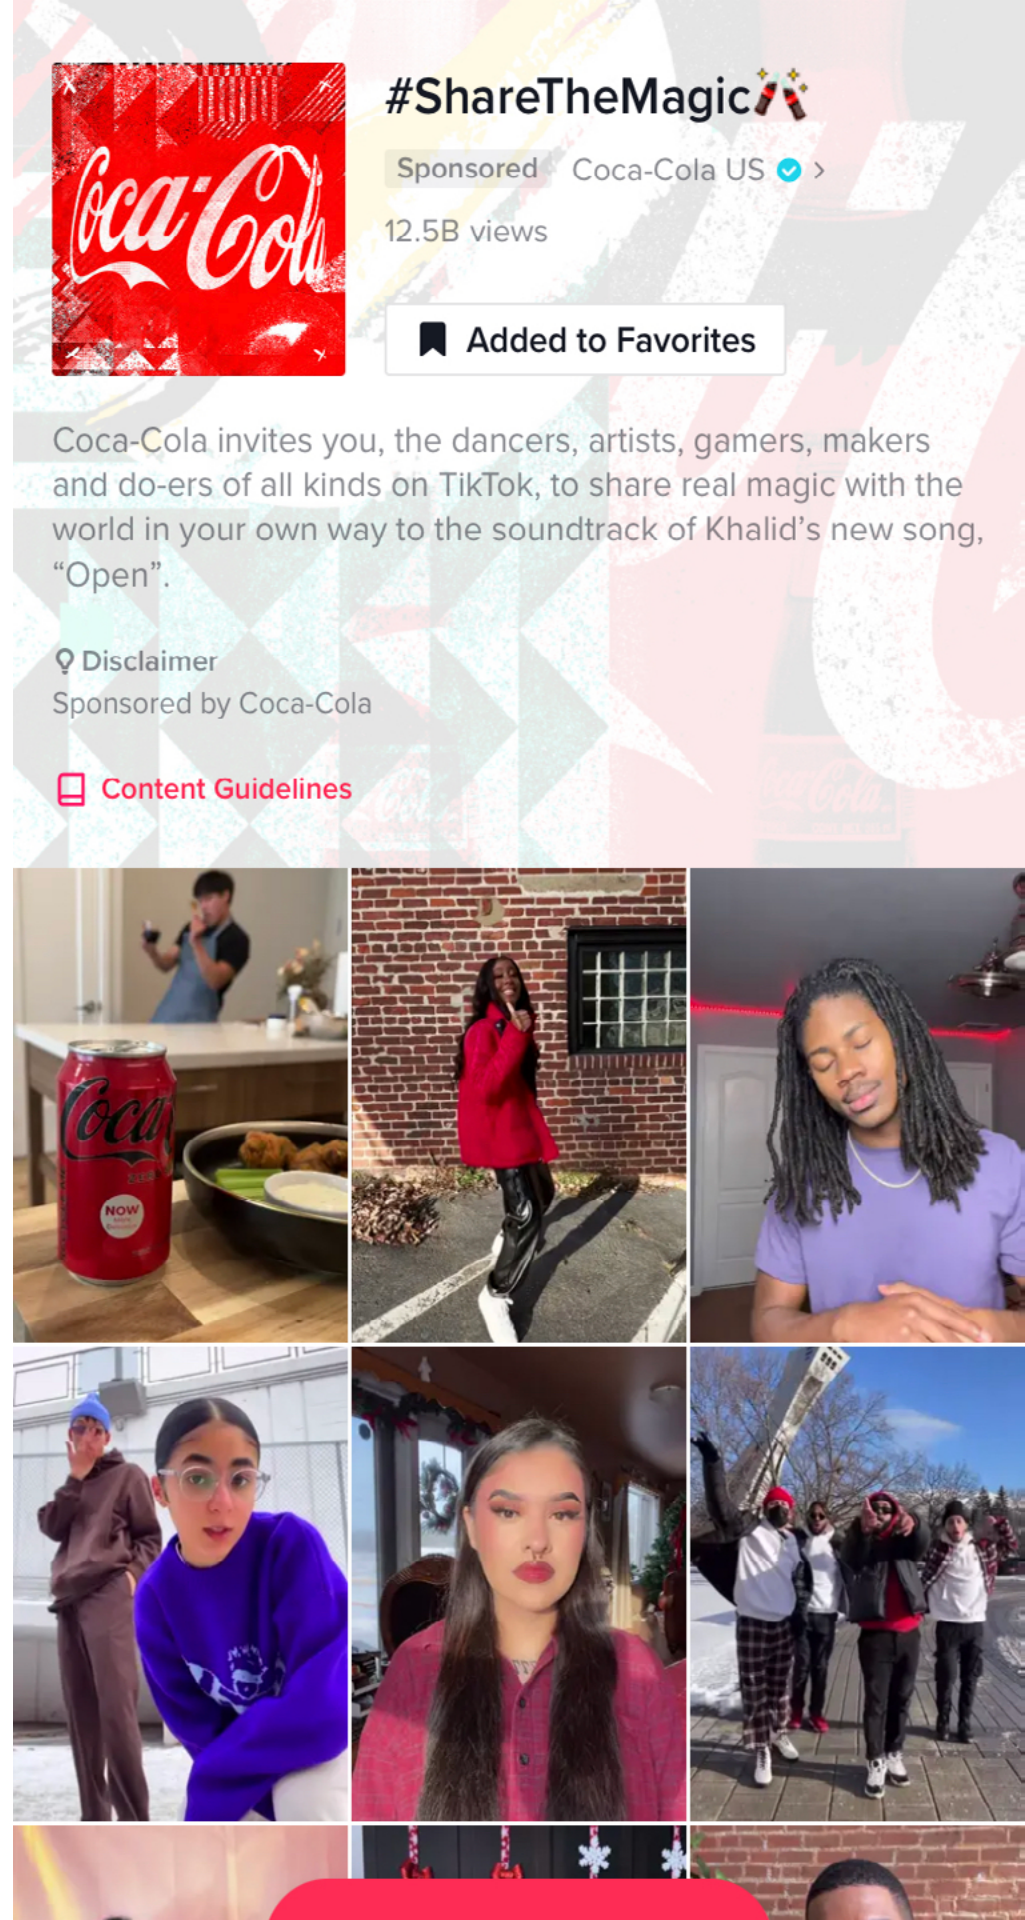 Coca-Cola
#ShareTheMagic
Sponsored Coca-Cola US
12.5B views
Added to Favorites
Coca-Cola invites you, the dancers, artists, gamers, makers
and do-ers of all kinds on TikTok, to share real magic with the
world in your own way to the soundtrack of Khalid’s new song,
“Open”.
Disclaimer
Sponsored by Coca-Cola
Coca-Cola
Content Guidelines
Coca
NOW